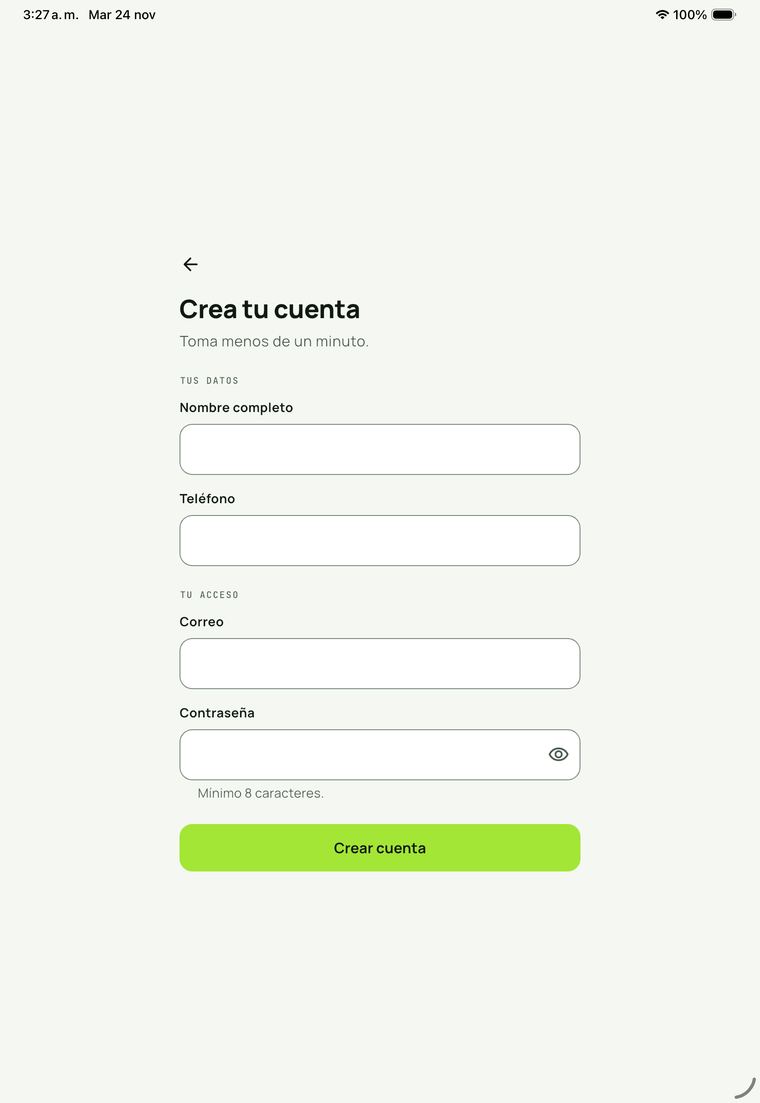 3:27 a. m. Mar 24 nov 100%
Crea tu cuenta
Toma menos de un minuto.
TUS DATOS
Nombre completo
Teléfono
TU ACCESO
Correo
Contraseña
Mínimo 8 caracteres.
Crear cuenta